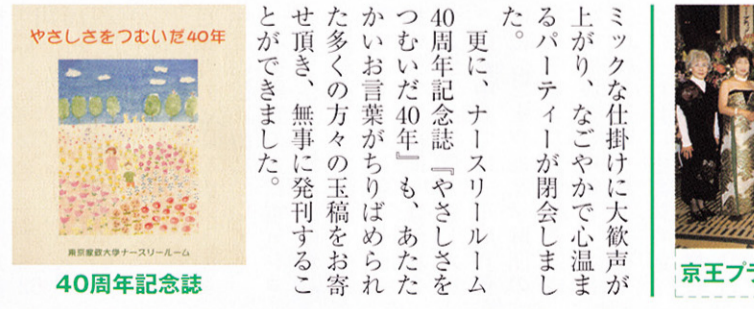 ミックな仕掛けに大歓声が
上がり、なごやかで心温ま
るパーティーが閉会しまし
た。
更に、ナースリールーム
40周年記念誌『やさしさを
つむいだ40年』も、あたた
かいお言葉がちりばめられ
た多くの方々の玉稿をお寄
せ頂き、無事に発刊するこ
とができました。
やさしさをつむいだ40年
東京家政大学ナースリールーム
40周年記念誌
京王プラ